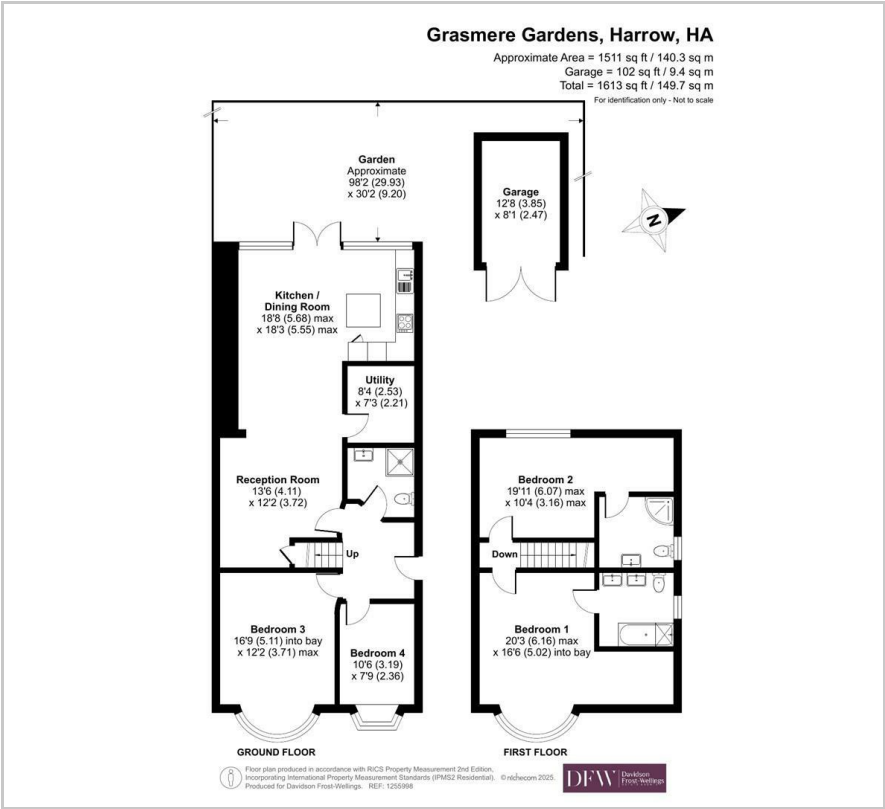 Grasmere Gardens, Harrow, HA
Approximate Area = 1511 sq ft / 140.3 sq m
Garage = 102 sq ft / 9.4 sq m
Total = 1613 sq ft / 149.7 sq m
For identification only - Not to scale
Garden
Approximate
98'2 (29.93)
x 30'2 (9.20)
Garage
12'8 (3.85)
x 8'1 (2.47)
N
Kitchen /
Dining Room
18'8 (5.68) max
x 18'3 (5.55) max
Utility
8'4 (2.53)
x 7'3 (2.21)
Reception Room
13'6 (4.11)
x 12'2 (3.72)
Up
Bedroom 3
16'9 (5.11) into bay
x 12'2 (3.71) max
Bedroom 4
10'6 (3.19)
x 7'9 (2.36)
GROUND FLOOR
Bedroom 2
19'11 (6.07) max
x 10'4 (3.16) max
Down
Bedroom 1
20'3 (6.16) max
x 16'6 (5.02) into bay
FIRST FLOOR
Floor plan produced in accordance with RICS Property Measurement 2nd Edition,
Incorporating International Property Measurement Standards (IPMS2 Residential). © nichecom 2025.
Produced for Davidson Frost-Wellings. REF: 1255998
DFW
Davidson
Frost-Wellings